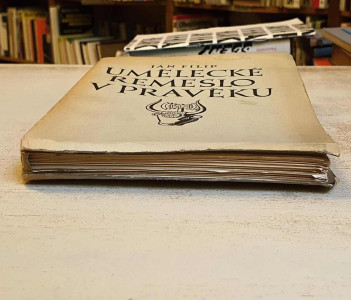 JAN FILIP
UMĚLECKÉ
ŘEMESLO
V PRAVĚKU